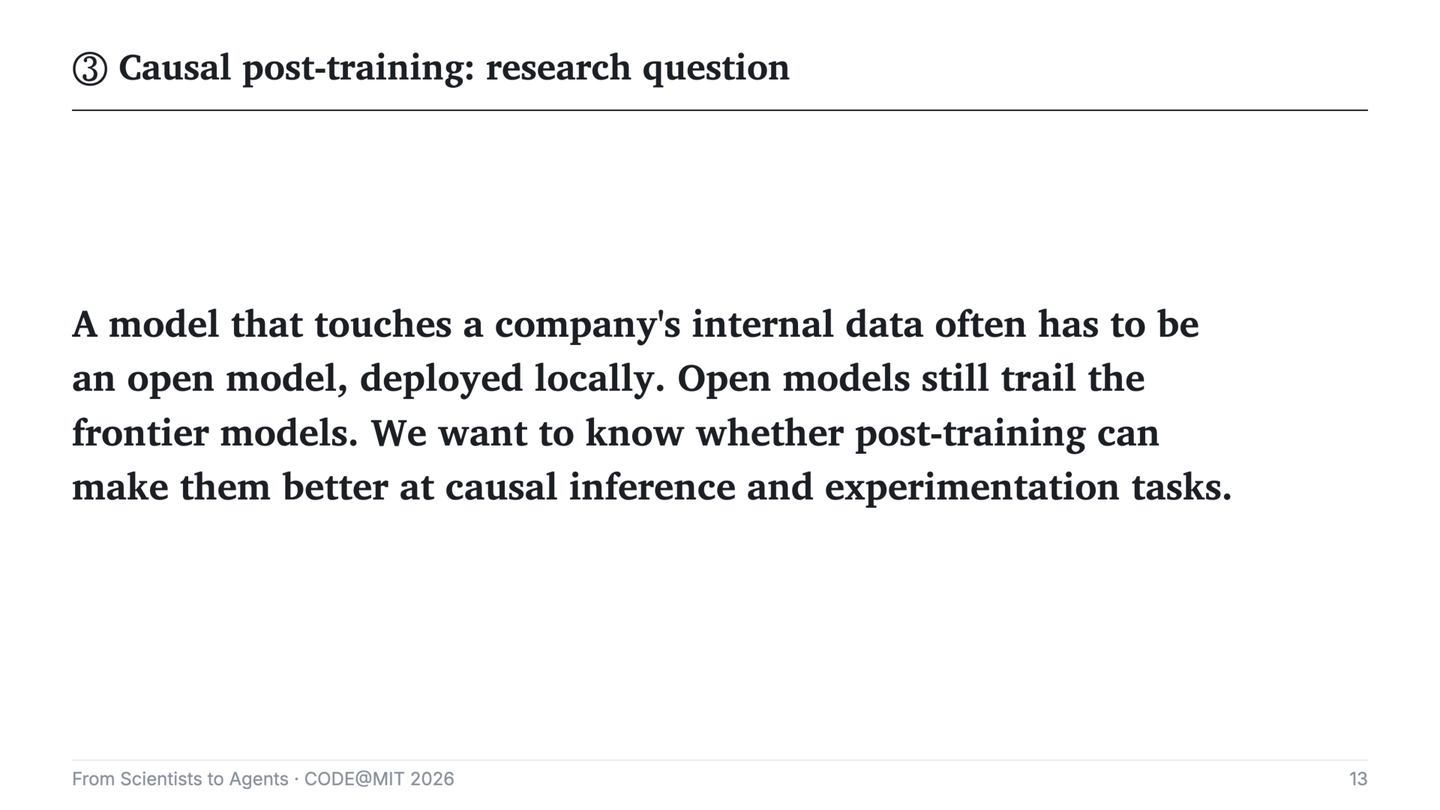 ③ Causal post-training: research question
A model that touches a company's internal data often has to be
an open model, deployed locally. Open models still trail the
frontier models. We want to know whether post-training can
make them better at causal inference and experimentation tasks.
From Scientists to Agents · CODE@MIT 2026
13